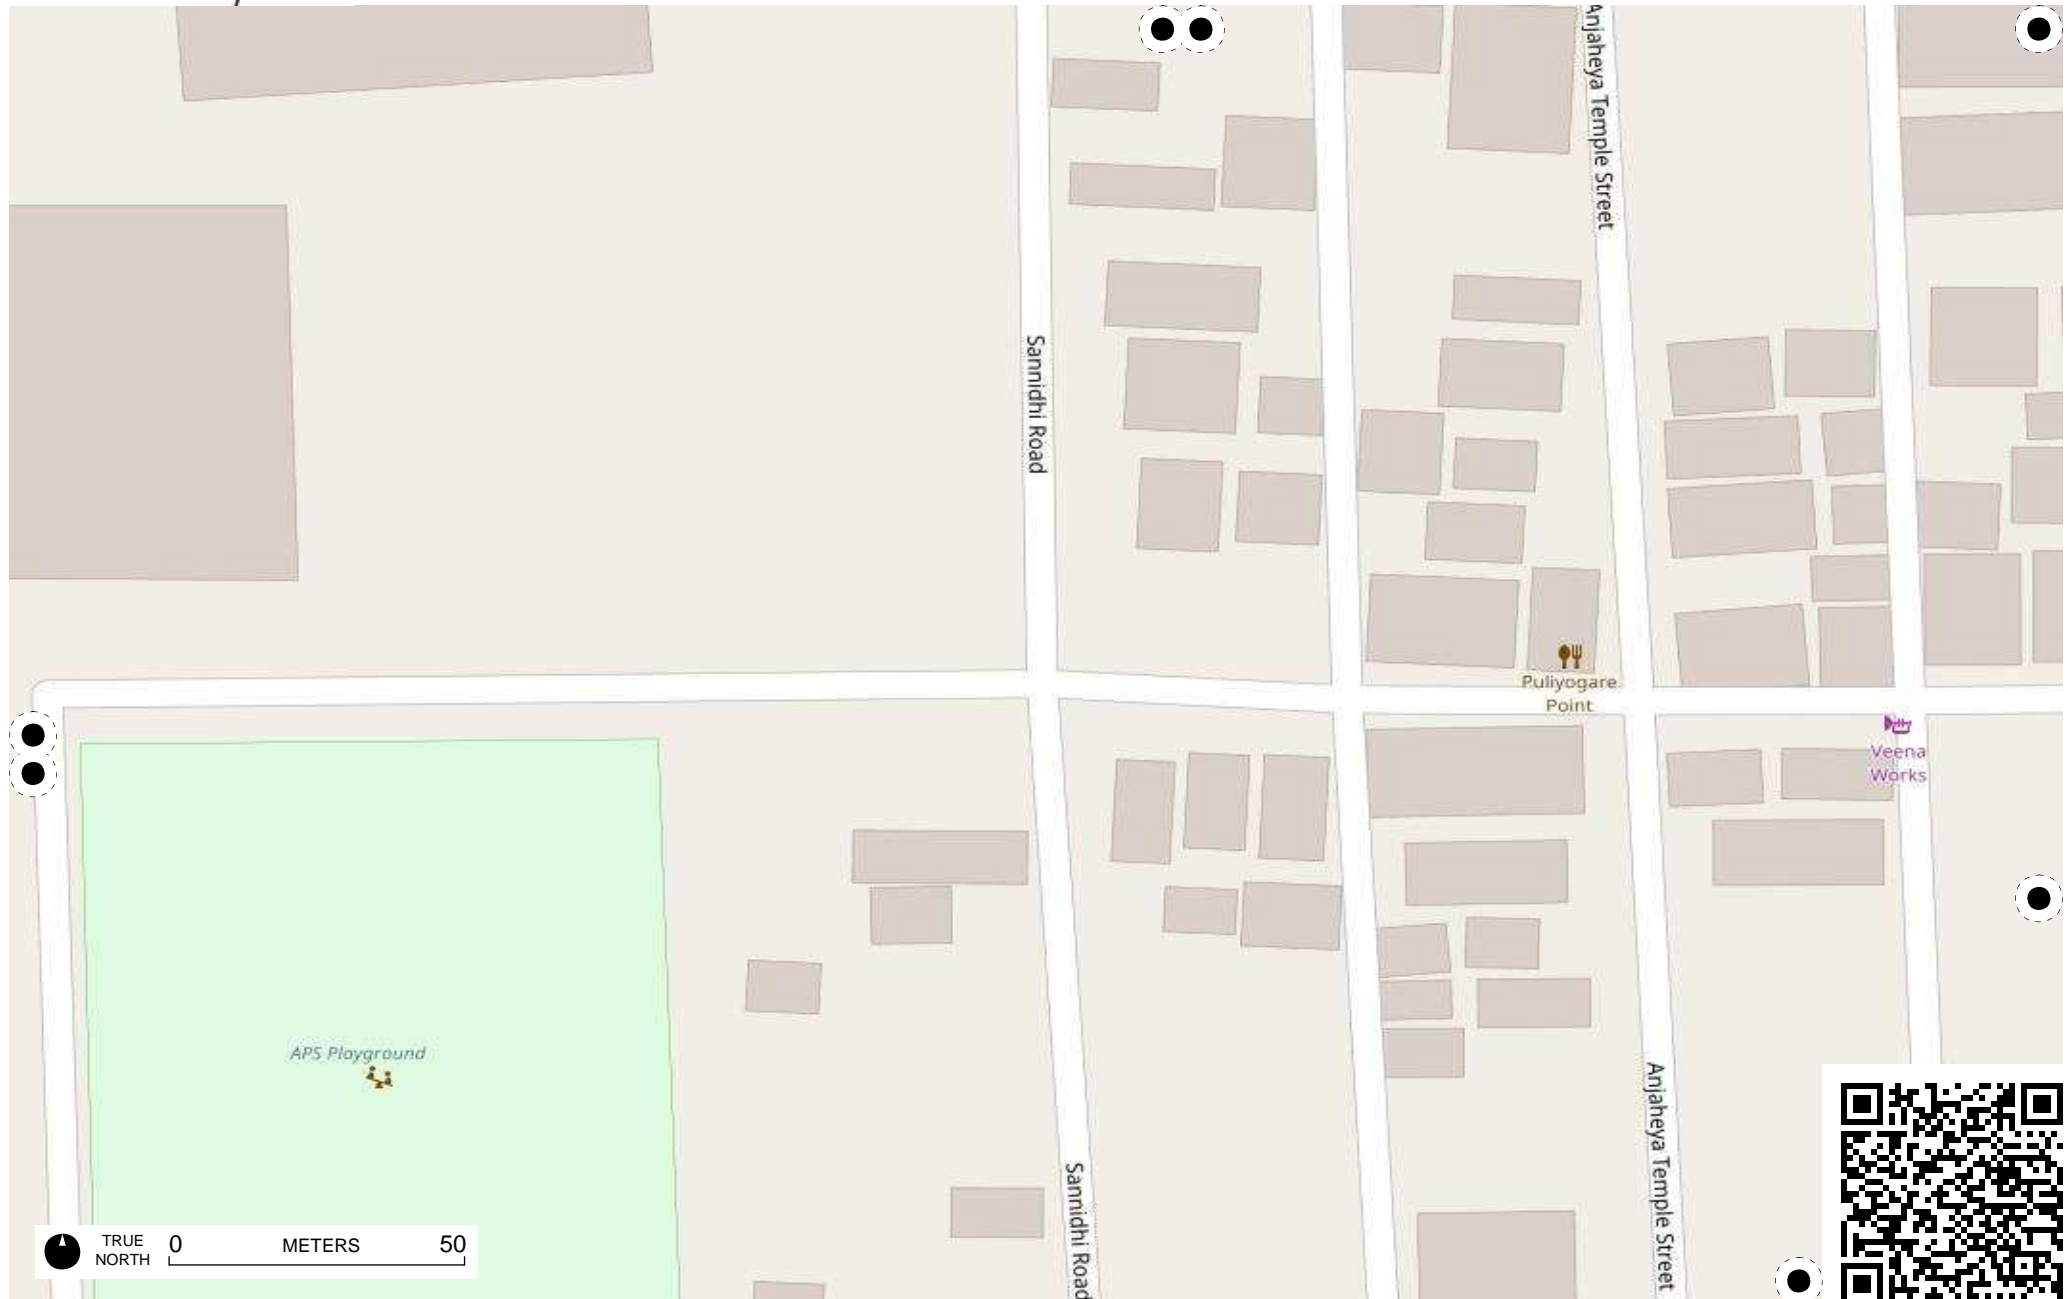 Anjaheya Temple Street
Sannidhi Road
Puliyogare
Point
Veena
Works
APS Playground
Anjaheya Temple Street
Sannidhi Road
TRUE
NORTH
0 METERS 50